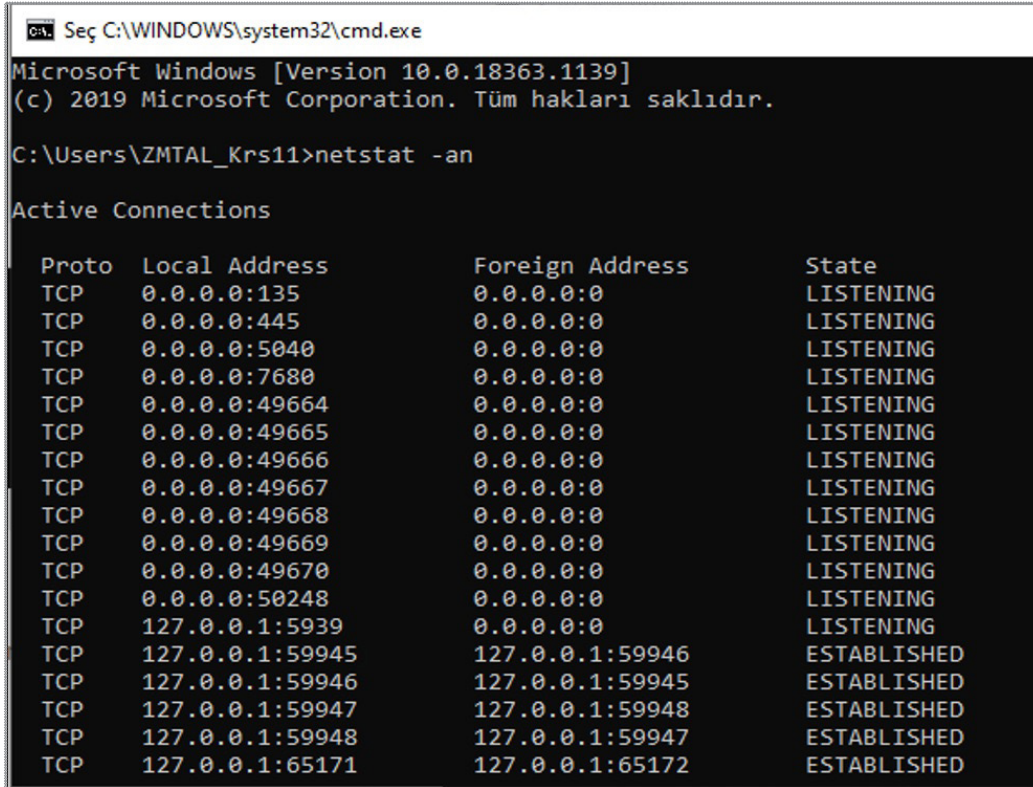 Seç C:\WINDOWS\system32\cmd.exe
Microsoft Windows [Version 10.0.18363.1139]
(c) 2019 Microsoft Corporation. Tüm hakları saklıdır.
C:\Users\ZMTAL_Krs11>netstat -an
Active Connections
Proto Local Address Foreign Address State
TCP 0.0.0.0:135 0.0.0.0:0 LISTENING
TCP 0.0.0.0:445 0.0.0.0:0 LISTENING
TCP 0.0.0.0:5040 0.0.0.0:0 LISTENING
TCP 0.0.0.0:7680 0.0.0.0:0 LISTENING
TCP 0.0.0.0:49664 0.0.0.0:0 LISTENING
TCP 0.0.0.0:49665 0.0.0.0:0 LISTENING
TCP 0.0.0.0:49666 0.0.0.0:0 LISTENING
TCP 0.0.0.0:49667 0.0.0.0:0 LISTENING
TCP 0.0.0.0:49668 0.0.0.0:0 LISTENING
TCP 0.0.0.0:49669 0.0.0.0:0 LISTENING
TCP 0.0.0.0:49670 0.0.0.0:0 LISTENING
TCP 0.0.0.0:50248 0.0.0.0:0 LISTENING
TCP 127.0.0.1:5939 0.0.0.0:0 LISTENING
TCP 127.0.0.1:59945 127.0.0.1:59946 ESTABLISHED
TCP 127.0.0.1:59946 127.0.0.1:59945 ESTABLISHED
TCP 127.0.0.1:59947 127.0.0.1:59948 ESTABLISHED
TCP 127.0.0.1:59948 127.0.0.1:59947 ESTABLISHED
TCP 127.0.0.1:65171 127.0.0.1:65172 ESTABLISHED